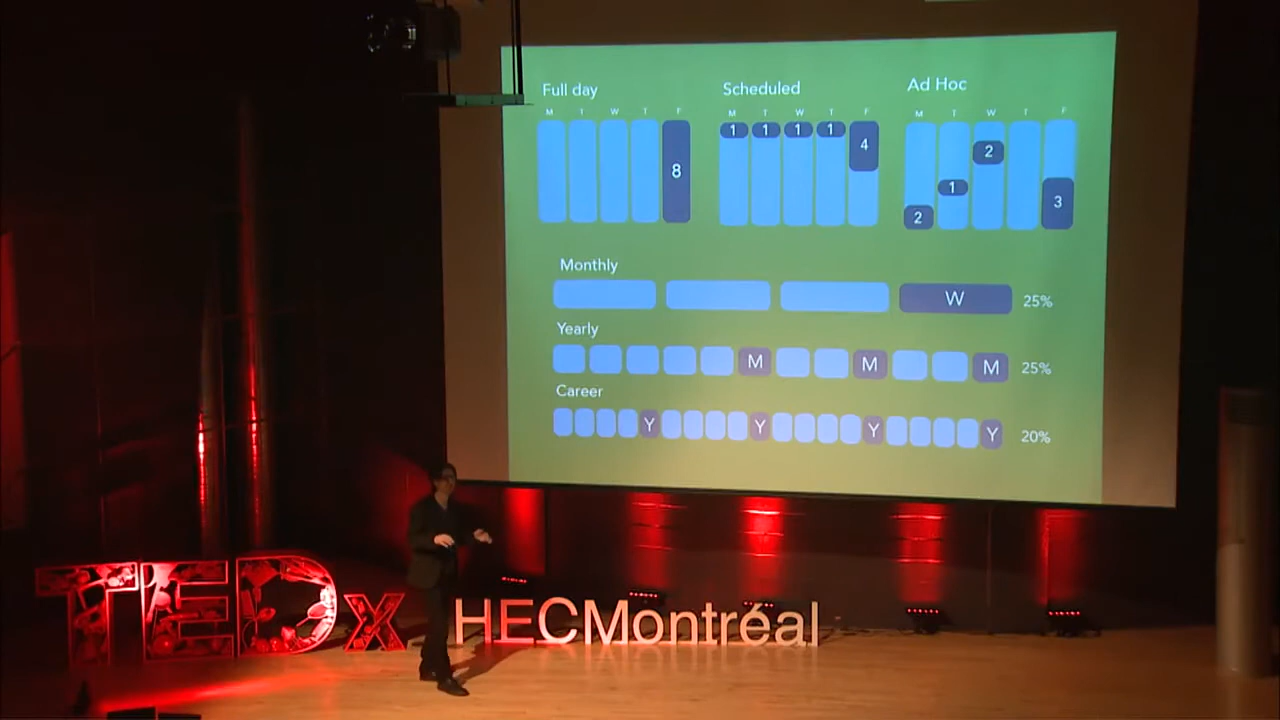 Full day
M T W T F
8
Scheduled
M T W T F
1 1 1 1 4
Ad Hoc
M T W T F
2 1 2 3
Monthly
W 25%
Yearly
M M M 25%
Career
Y Y Y Y 20%
TEDx HECMontréal